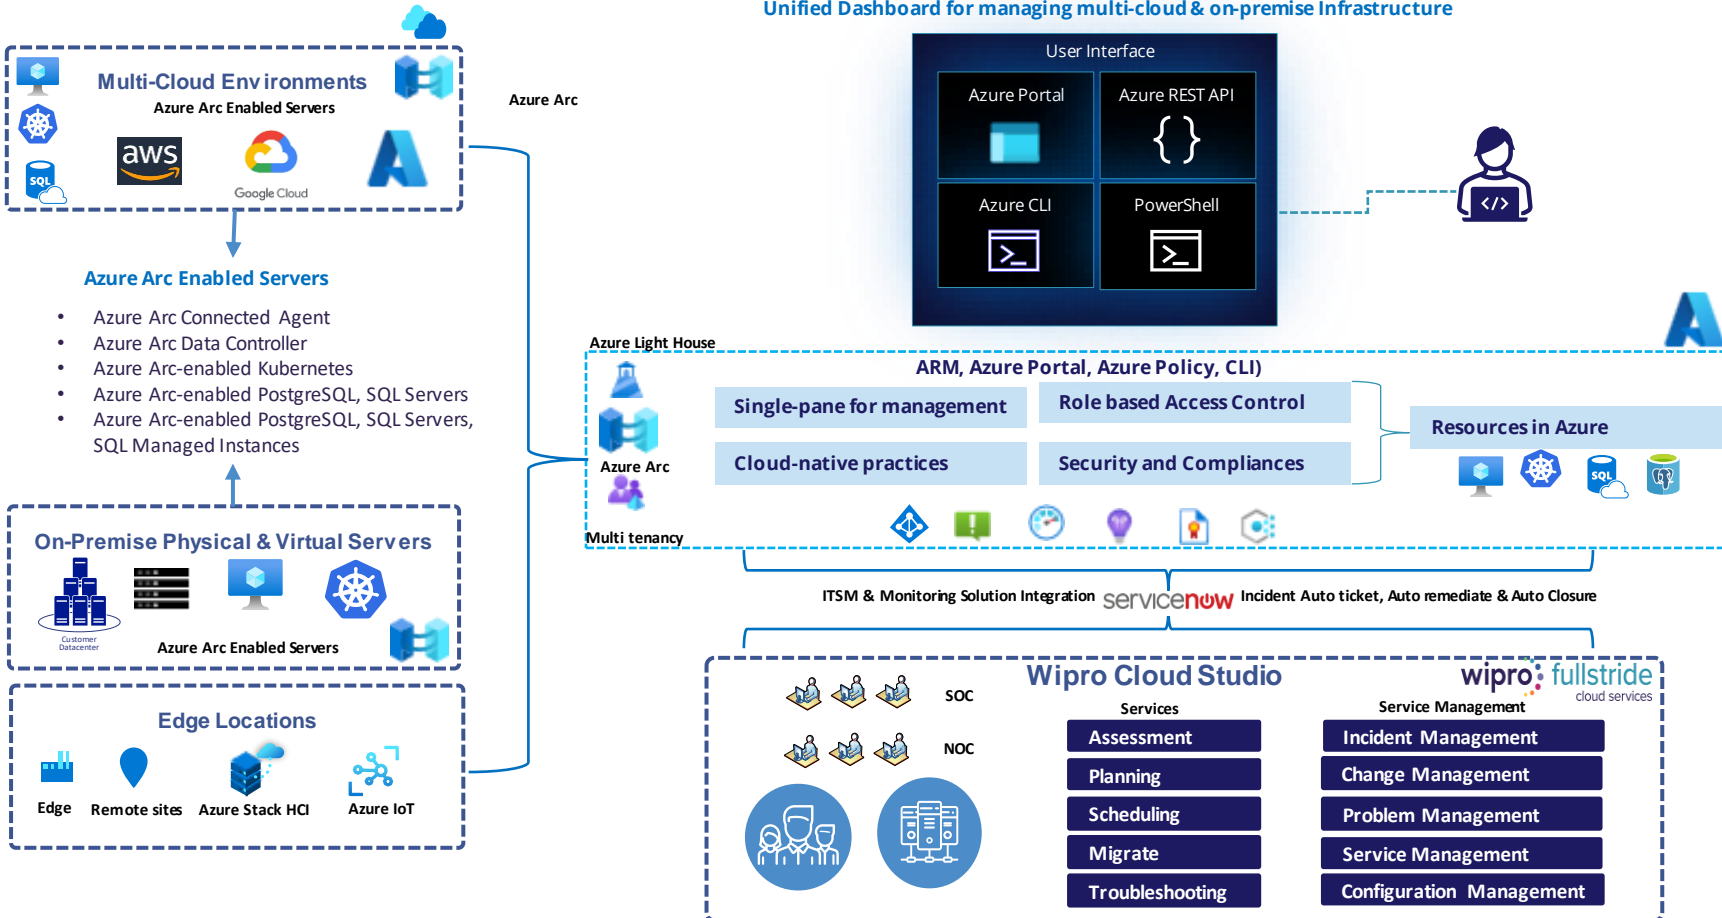 Unified Dashboard for managing multi-cloud & on-premise Infrastructure
Multi-Cloud Environments
Azure Arc Enabled Servers
SQL
aws
Google Cloud
Azure Arc
User Interface
Azure Portal
Azure REST API
{ }
Azure CLI
PowerShell
>_
>_
</>
Azure Arc Enabled Servers
• Azure Arc Connected Agent
• Azure Arc Data Controller
• Azure Arc-enabled Kubernetes
• Azure Arc-enabled PostgreSQL, SQL Servers
• Azure Arc-enabled PostgreSQL, SQL Servers,
SQL Managed Instances
On-Premise Physical & Virtual Servers
Customer
Datacenter
Azure Arc Enabled Servers
Edge Locations
Edge
Remote sites
Azure Stack HCI
Azure IoT
Azure Light House
Azure Arc
Multi tenancy
ARM, Azure Portal, Azure Policy, CLI)
Single-pane for management
Role based Access Control
Cloud-native practices
Security and Compliances
Resources in Azure
SQL
ITSM & Monitoring Solution Integration
servicenow
Incident Auto ticket, Auto remediate & Auto Closure
Wipro Cloud Studio
wipro fullstride
cloud services
SOC
NOC
Services
Assessment
Planning
Scheduling
Migrate
Troubleshooting
Service Management
Incident Management
Change Management
Problem Management
Service Management
Configuration Management